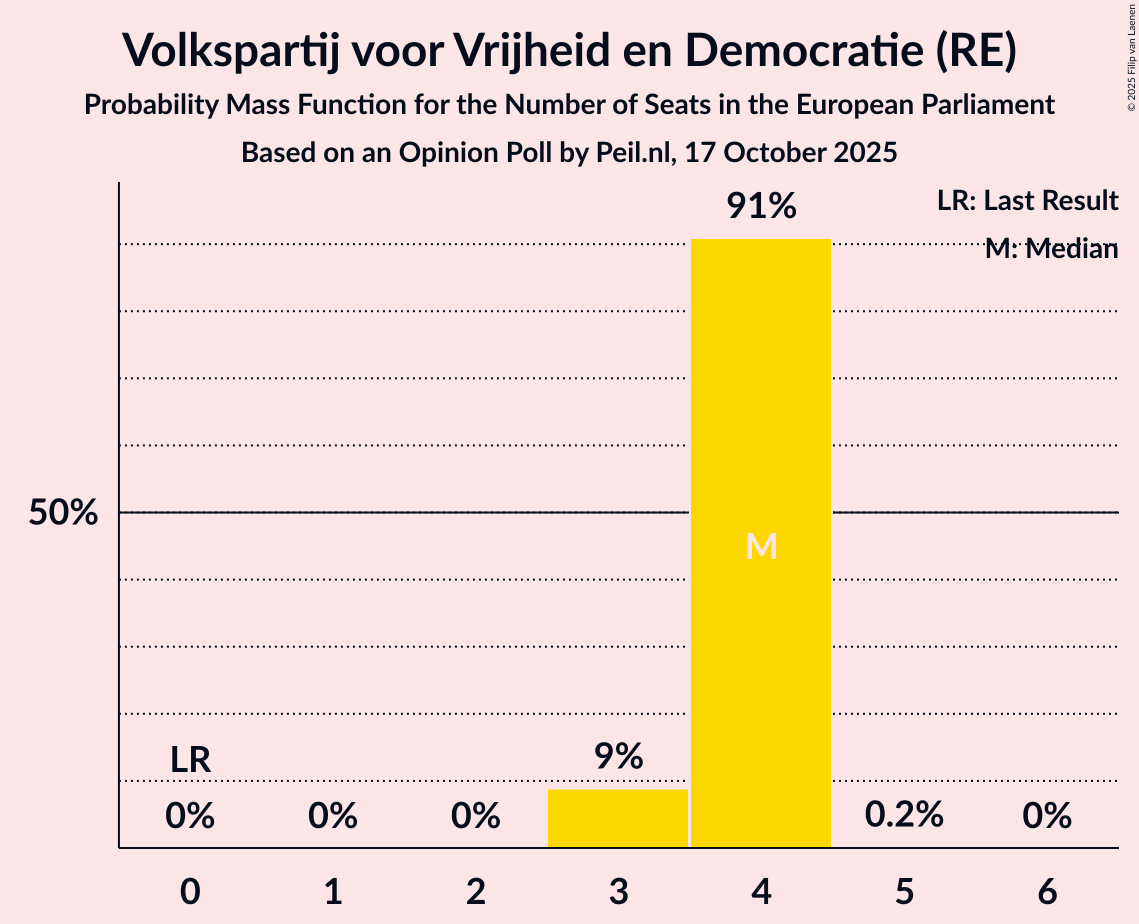 Volkspartij voor Vrijheid en Democratie (RE)
Probability Mass Function for the Number of Seats in the European Parliament
Based on an Opinion Poll by Peil.nl, 17 October 2025
© 2025 Filip van Laenen
LR: Last Result
M: Median
91%
50%
M
LR
9%
0% 0% 0% 0.2% 0%
0 1 2 3 4 5 6